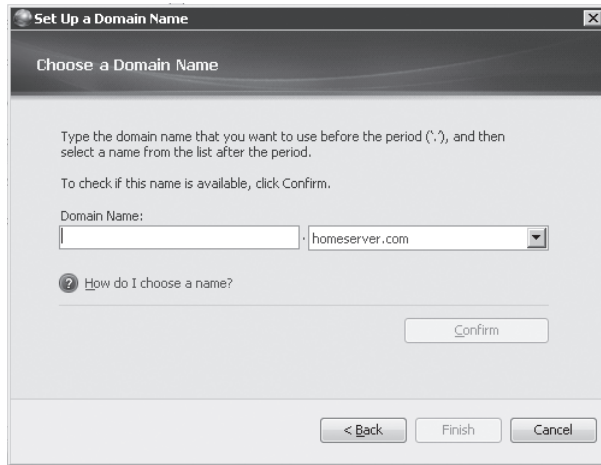 Set Up a Domain Name
Choose a Domain Name
Type the domain name that you want to use before the period ('.'), and then
select a name from the list after the period.
To check if this name is available, click Confirm.
Domain Name:
. homeserver.com
How do I choose a name?
Confirm
< Back Finish Cancel